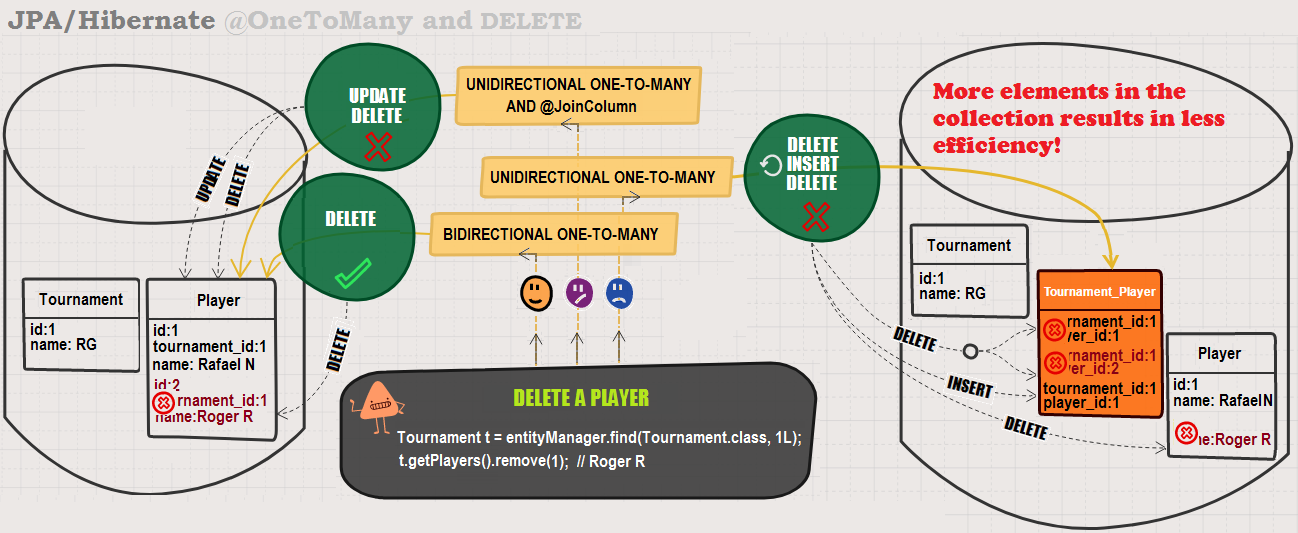 JPA/Hibernate @OneToMany and DELETE
UPDATE
DELETE
UNIDIRECTIONAL ONE-TO-MANY
AND @JoinColumn
More elements in the
collection results in less
efficiency!
UPDATE
DELETE
UNIDIRECTIONAL ONE-TO-MANY
DELETE
INSERT
DELETE
DELETE
BIDIRECTIONAL ONE-TO-MANY
Tournament
id:1
name: RG
Player
id:1
tournament_id:1
name: Rafael N
id:2
rnament_id:1
name:Roger R
DELETE
Tournament
id:1
name: RG
Tournament_Player
rnament_id:1
yer_id:1
rnament_id:1
er_id:2
tournament_id:1
player_id:1
Player
id:1
name: RafaelN
ne:Roger R
DELETE
INSERT
DELETE
DELETE A PLAYER
Tournament t = entityManager.find(Tournament.class, 1L);
t.getPlayers().remove(1); // Roger R